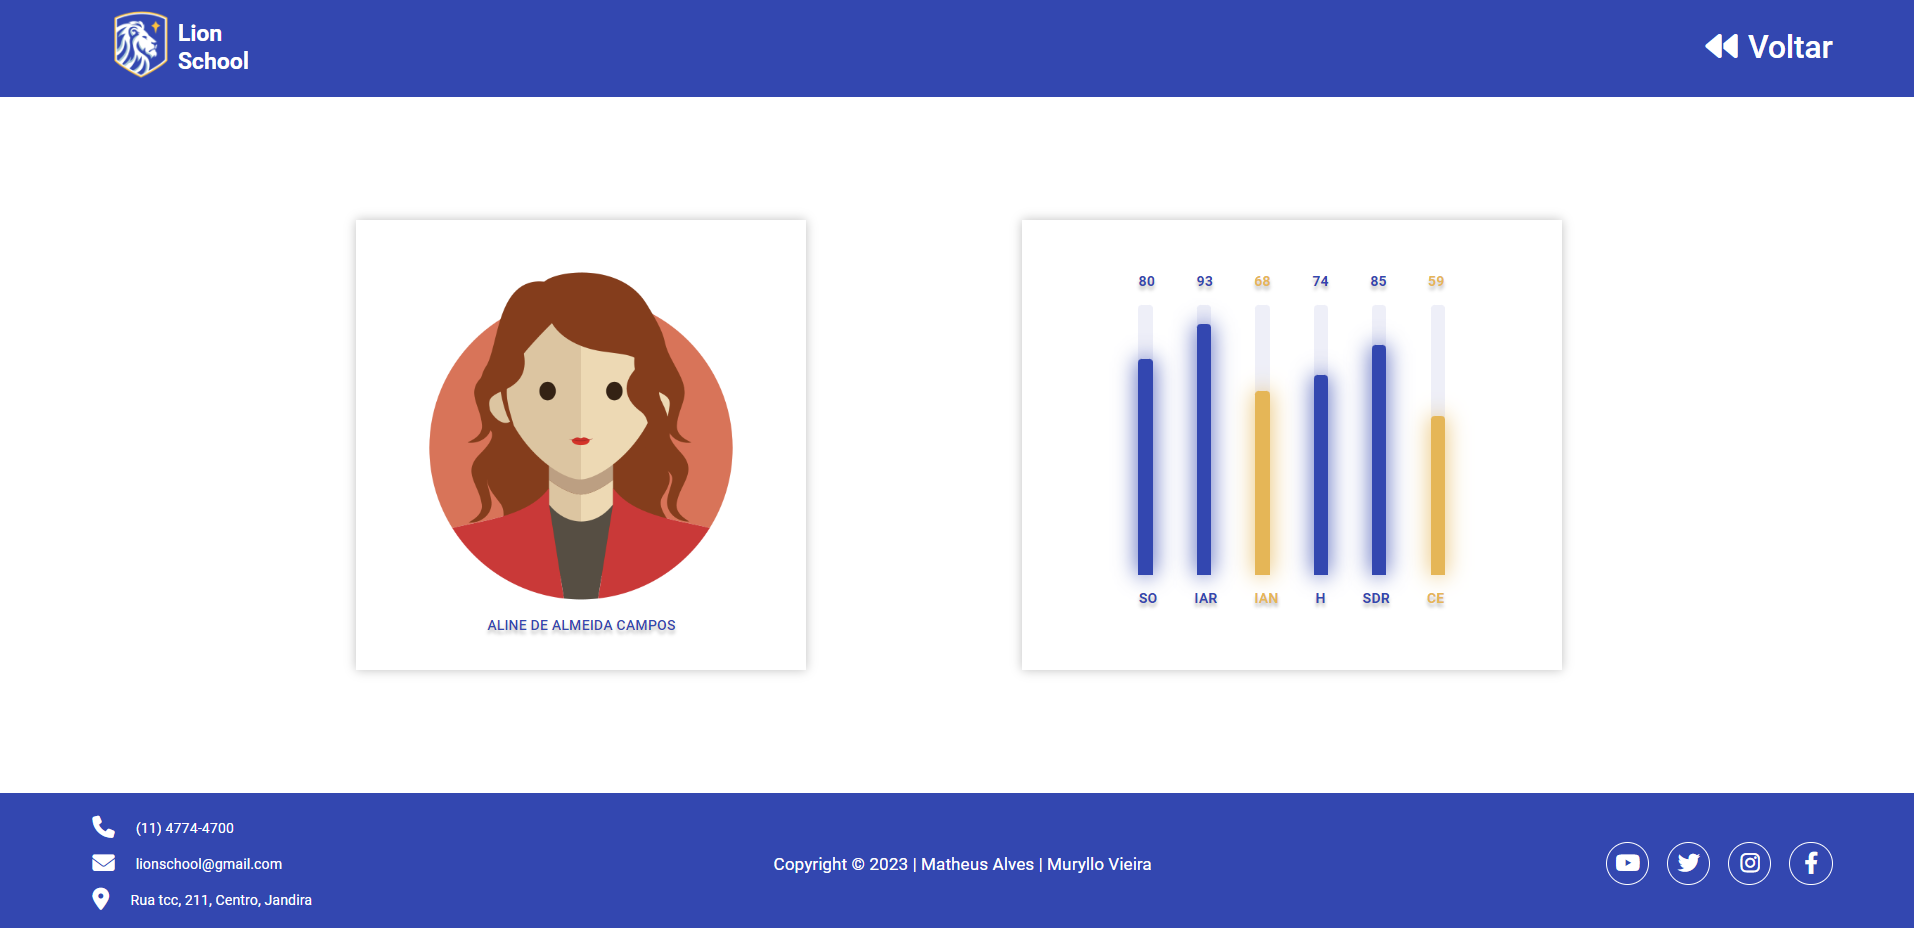 Lion
School
Voltar
ALINE DE ALMEIDA CAMPOS
80 93 68 74 85 59
SO IAR IAN H SDR CE
(11) 4774-4700
lionschool@gmail.com
Rua tcc, 211, Centro, Jandira
Copyright © 2023 | Matheus Alves | Muryllo Vieira